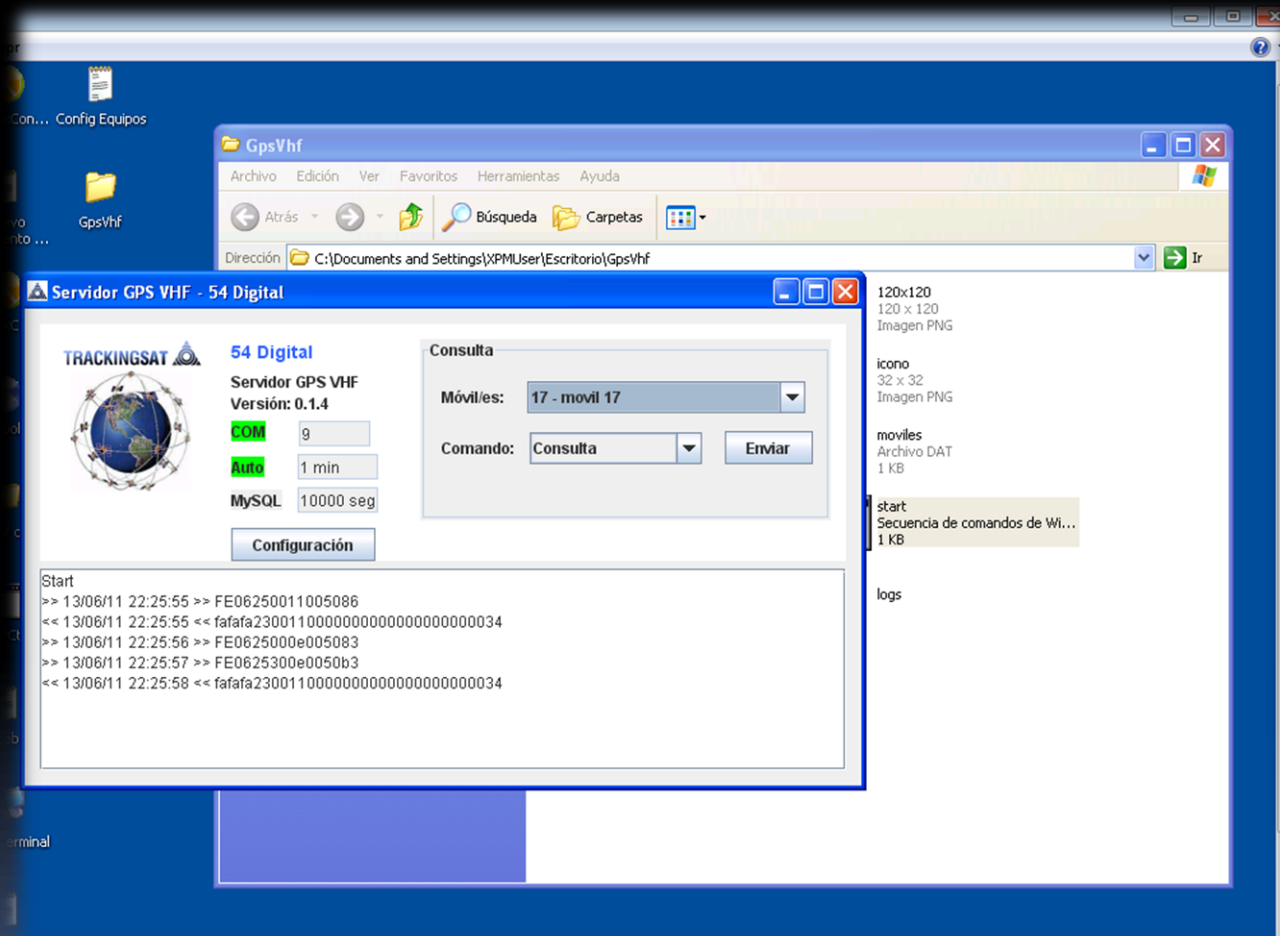 Config Equipos
GpsVhf
GpsVhf
Archivo Edición Ver Favoritos Herramientas Ayuda
Atrás Búsqueda Carpetas
Dirección C:\Documents and Settings\XPMUser\Escritorio\GpsVhf Ir
120x120
120 x 120
Imagen PNG
icono
32 x 32
Imagen PNG
moviles
Archivo DAT
1 KB
start
Secuencia de comandos de Wi...
1 KB
logs
Servidor GPS VHF - 54 Digital
TRACKINGSAT
54 Digital
Servidor GPS VHF
Versión: 0.1.4
COM 9
Auto 1 min
MySQL 10000 seg
Configuración
Consulta
Móvil/es: 17 - movil 17
Comando: Consulta Enviar
Start
>> 13/06/11 22:25:55 >> FE06250011005086
<< 13/06/11 22:25:55 << fafafa2300110000000000000000000000034
>> 13/06/11 22:25:56 >> FE0625000e005083
>> 13/06/11 22:25:57 >> FE0625300e0050b3
<< 13/06/11 22:25:58 << fafafa2300110000000000000000000000034